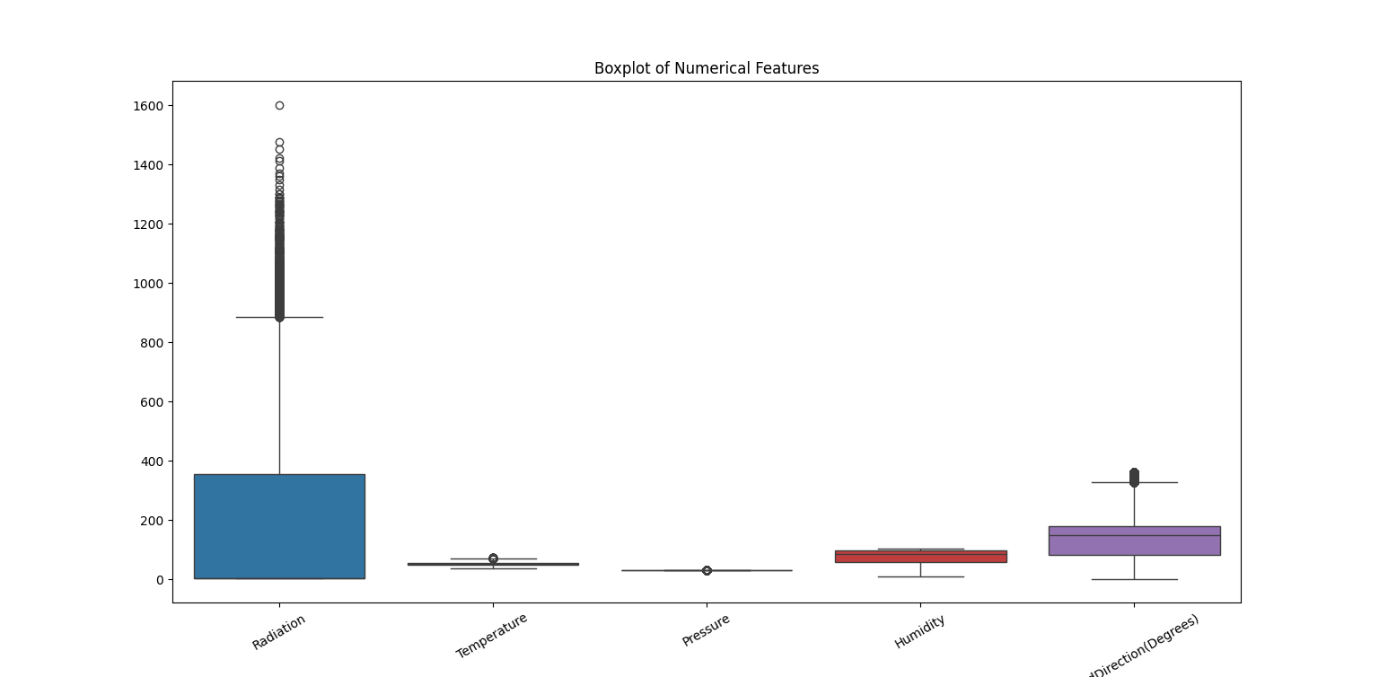 Boxplot of Numerical Features
1600
1400
1200
1000
800
600
400
200
0
Radiation
Temperature
Pressure
Humidity
dDirection(Degrees)